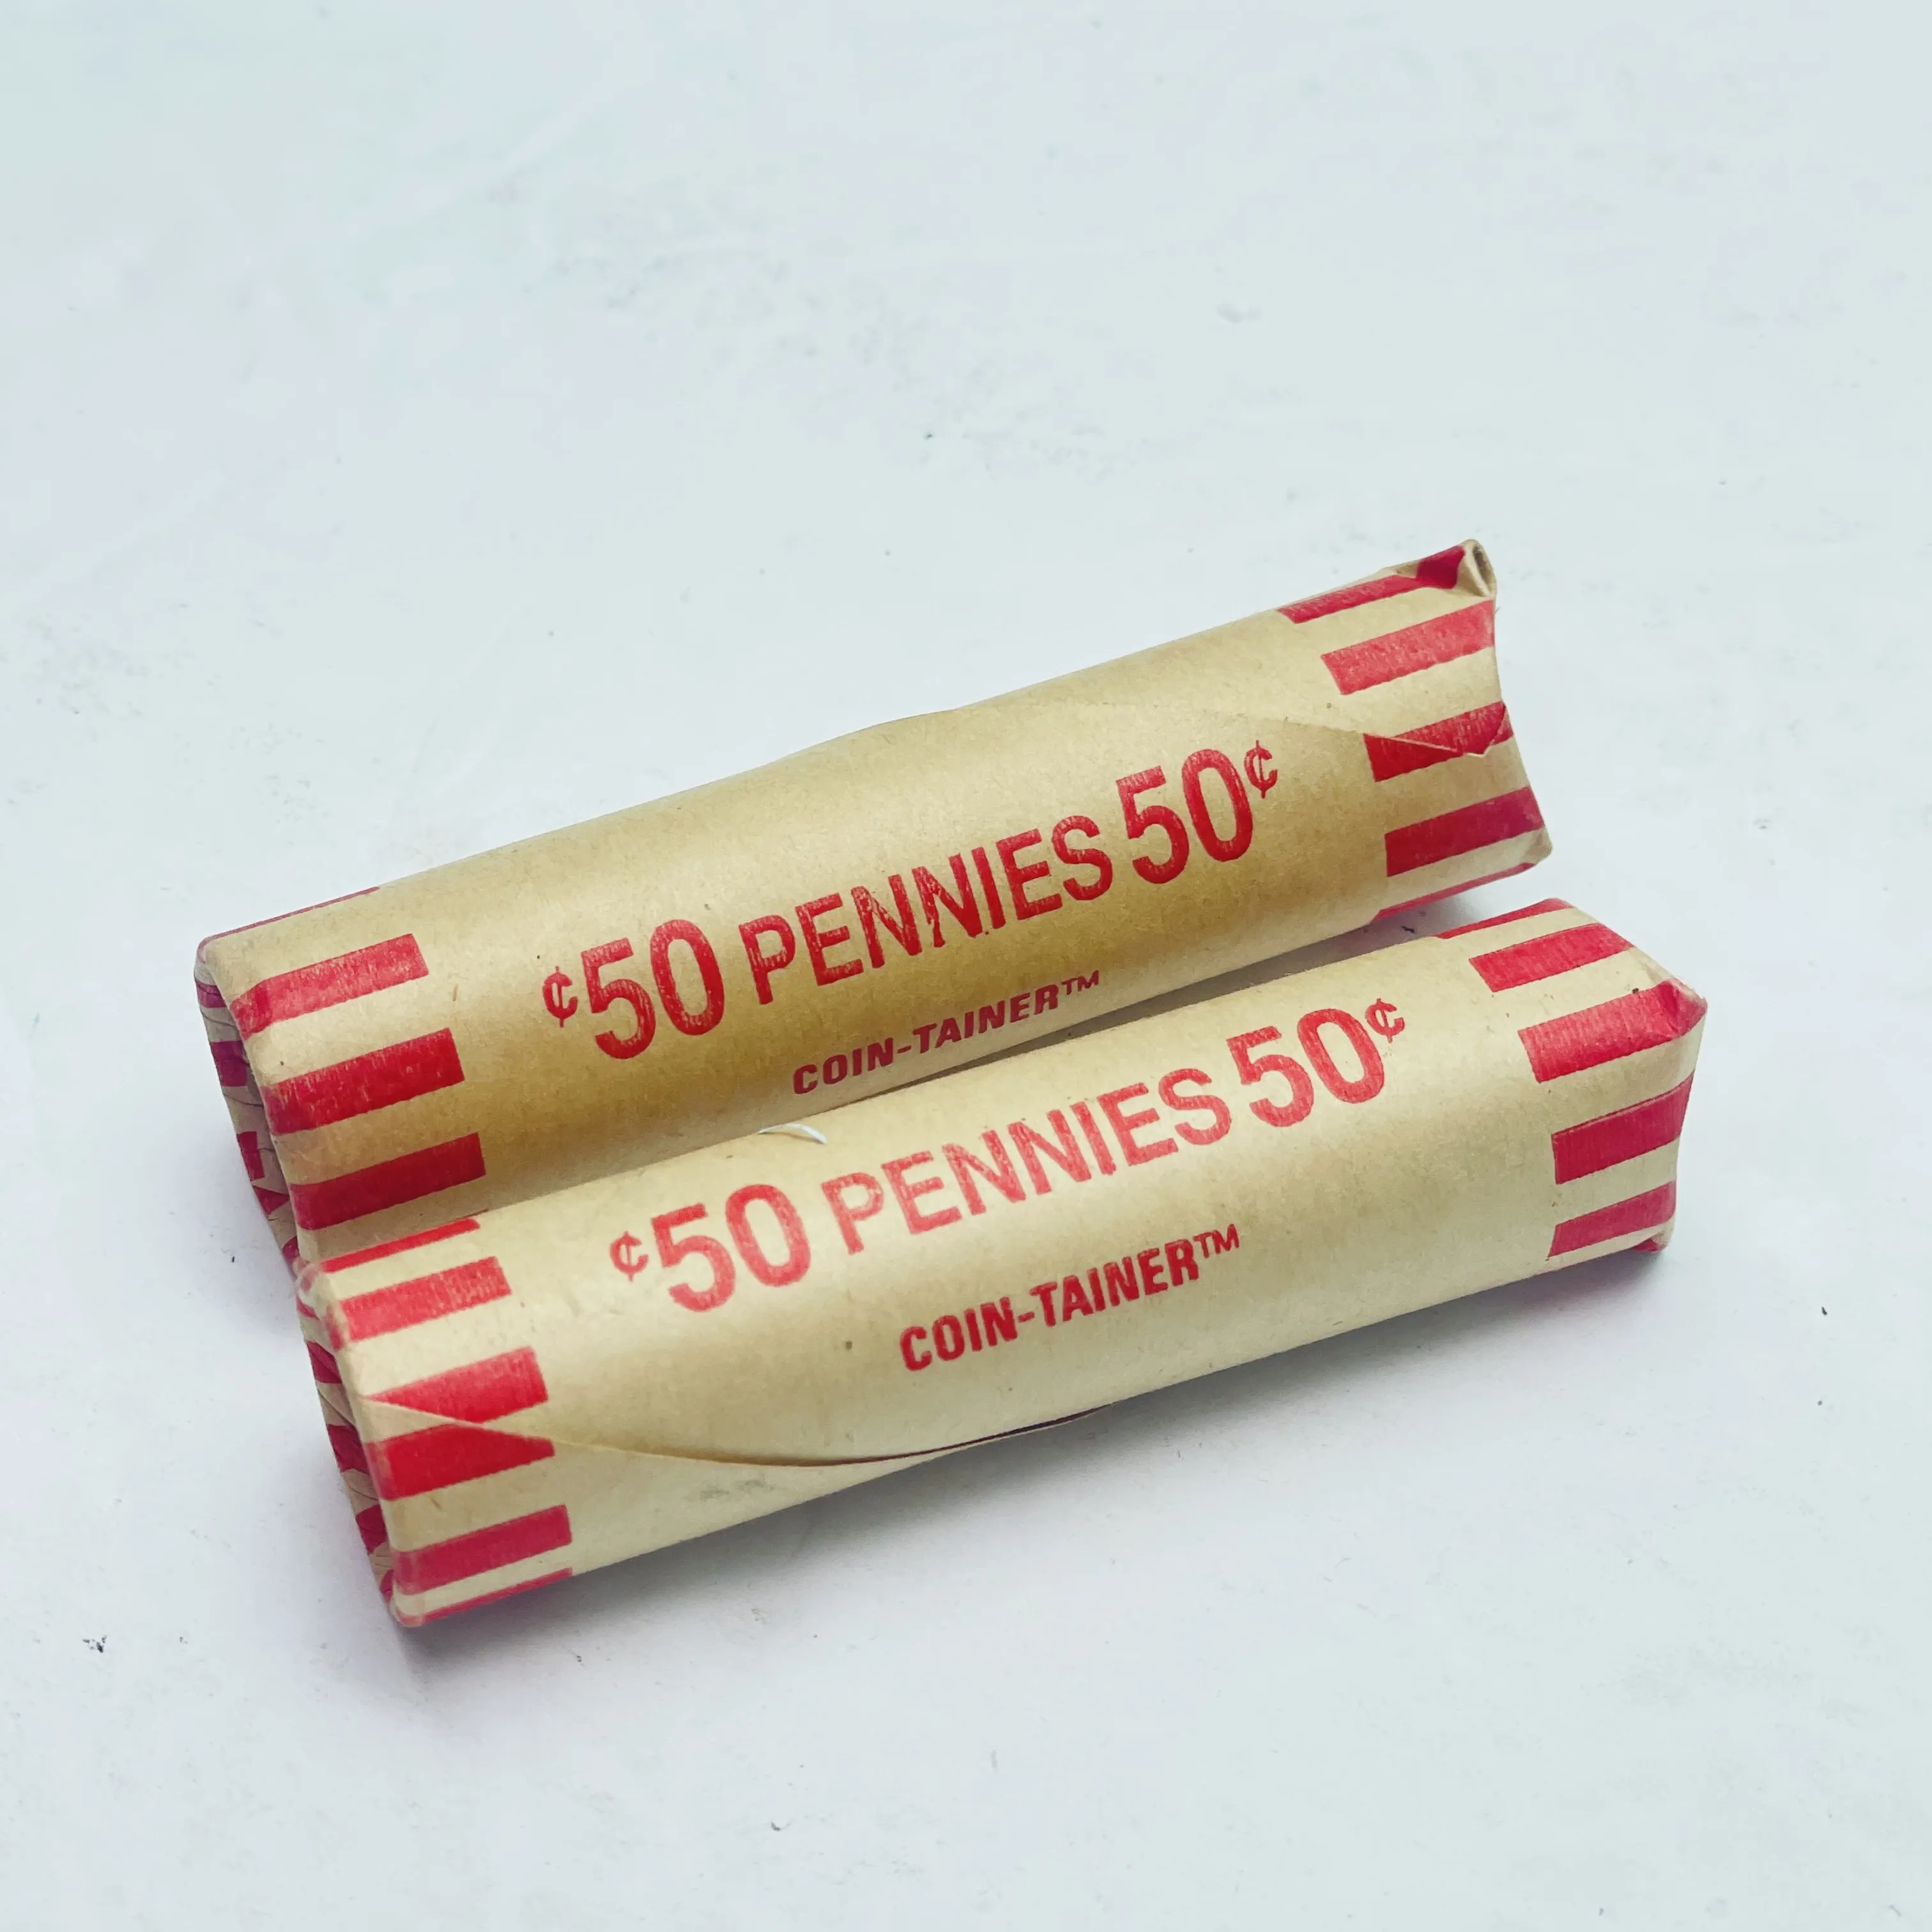 ¢50 PENNIES 50¢
COIN-TAINER™
¢50 PENNIES 50¢
COIN-TAINER™